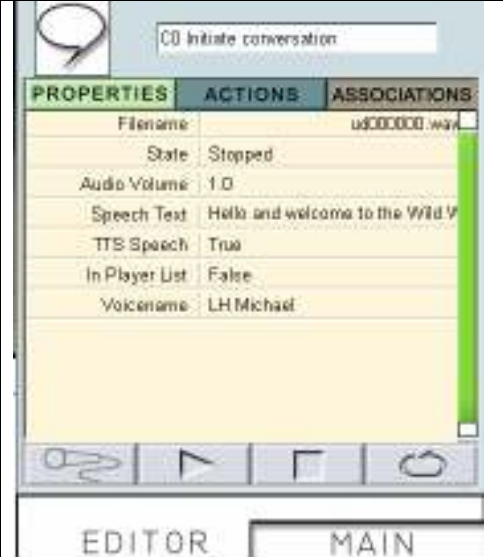 C0 Initiate conversation
PROPERTIES ACTIONS ASSOCIATIONS
Filename ud000000.wav
State Stopped
Audio Volume 1.0
Speech Text Hello and welcome to the Wild W
TTS Speech True
In Player List False
Voicename LH Michael
EDITOR MAIN